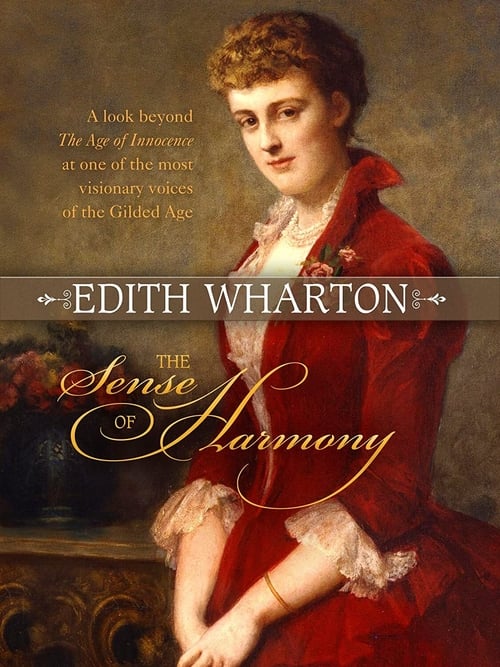 A look beyond
The Age of Innocence
at one of the most
visionary voices
of the Gilded Age
EDITH WHARTON
THE
Sense
OF Harmony